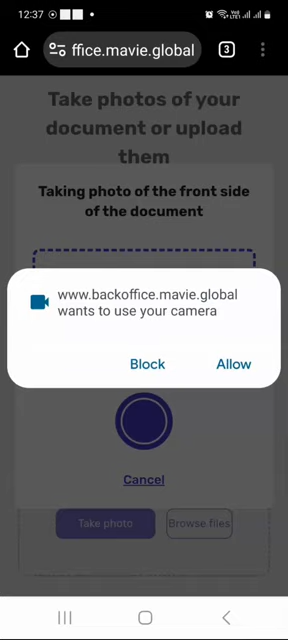 12:37
ffice.mavie.global
3
Take photos of your
document or upload
them
Taking photo of the front side
of the document
www.backoffice.mavie.global
wants to use your camera
Block
Allow
Cancel
Take photo
Browse files